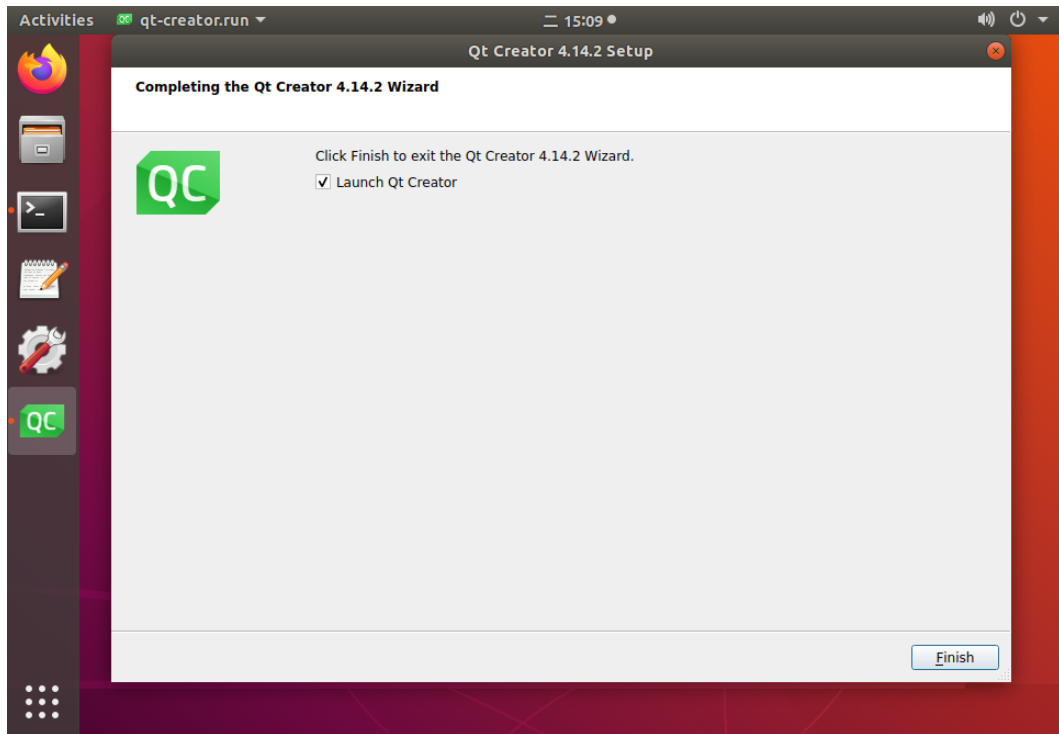 Activities qt-creator.run 二 15:09
Qt Creator 4.14.2 Setup
Completing the Qt Creator 4.14.2 Wizard
QC
Click Finish to exit the Qt Creator 4.14.2 Wizard.
Launch Qt Creator
>_
QC
Finish